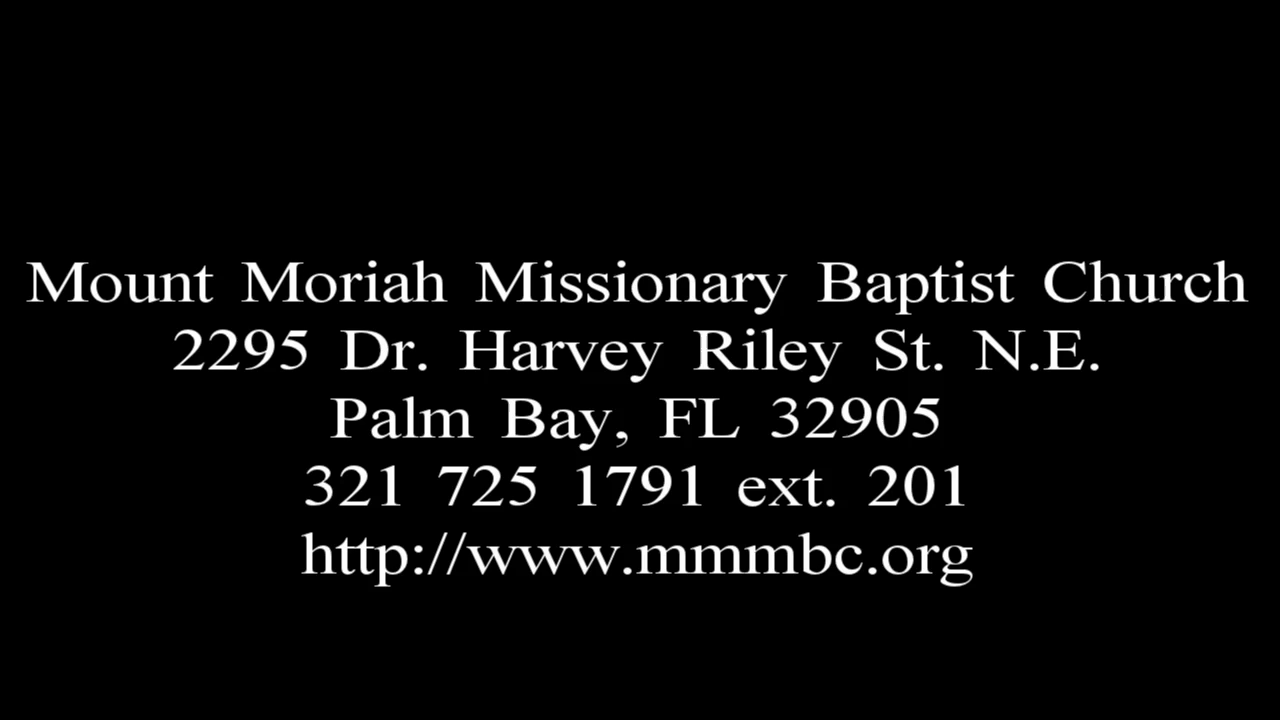 Mount Moriah Missionary Baptist Church
2295 Dr. Harvey Riley St. N.E.
Palm Bay, FL 32905
321 725 1791 ext. 201
http://www.mmmbc.org